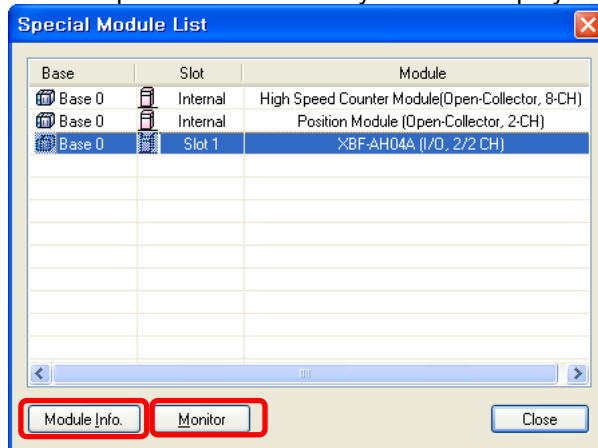 Special Module List
Base Slot Module
Base 0 Internal High Speed Counter Module(Open-Collector, 8-CH)
Base 0 Internal Position Module (Open-Collector, 2-CH)
Base 0 Slot 1 XBF-AH04A (I/O, 2/2 CH)
Module Info. Monitor Close